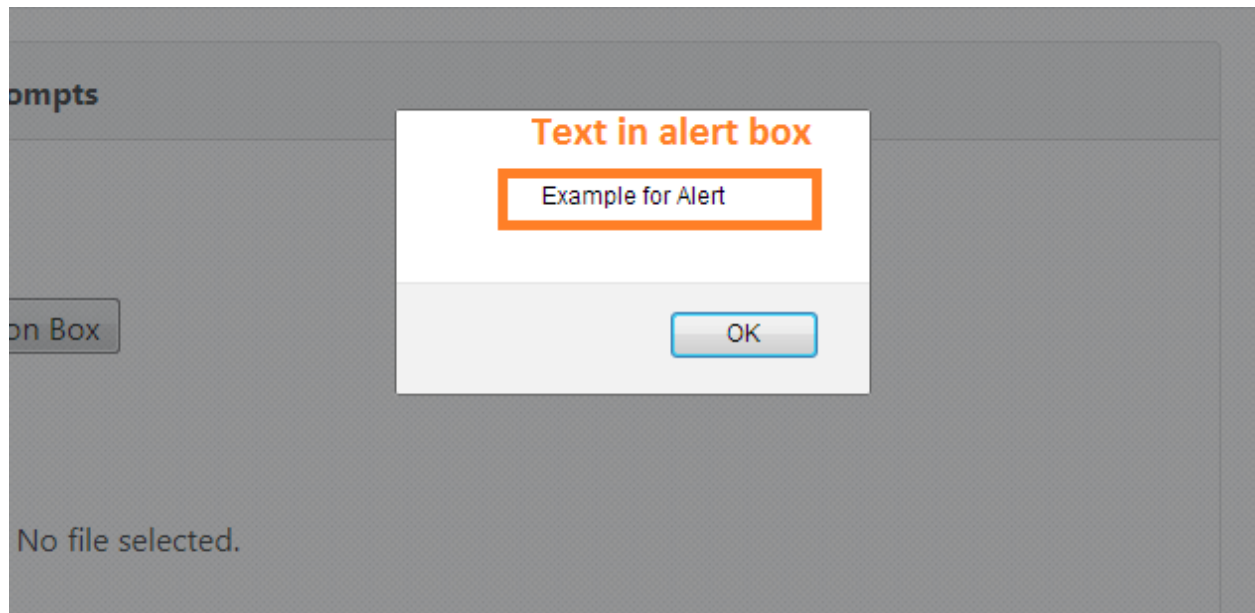 ompts
Text in alert box
Example for Alert
on Box
OK
No file selected.